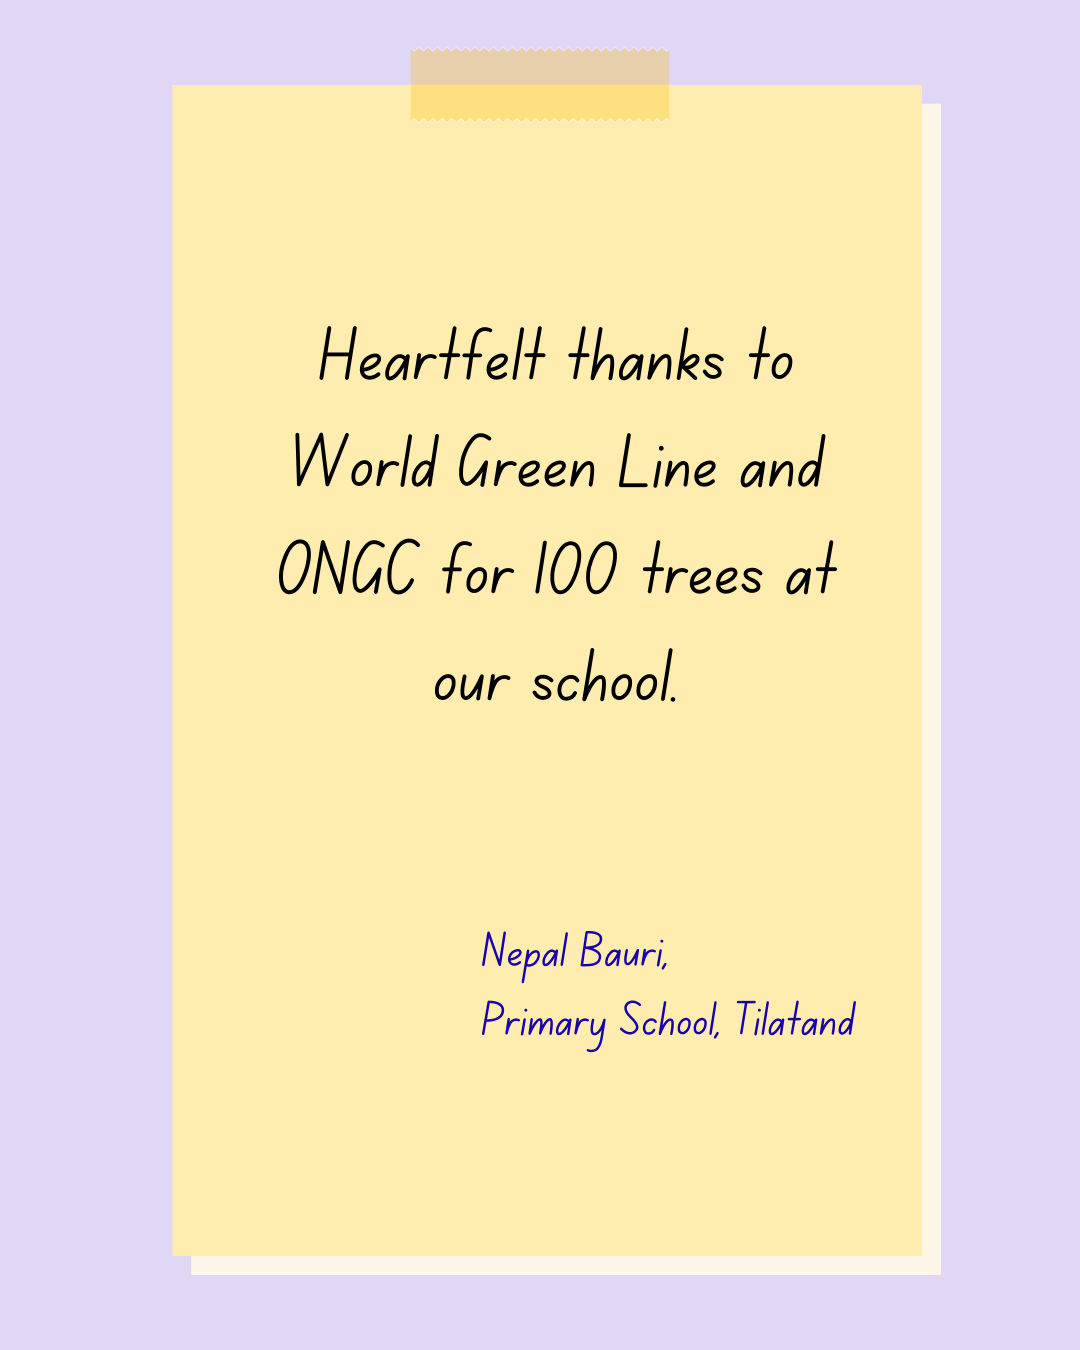 Heartfelt thanks to
World Green Line and
ONGC for 100 trees at
our school.
Nepal Bauri,
Primary School, Tilatand